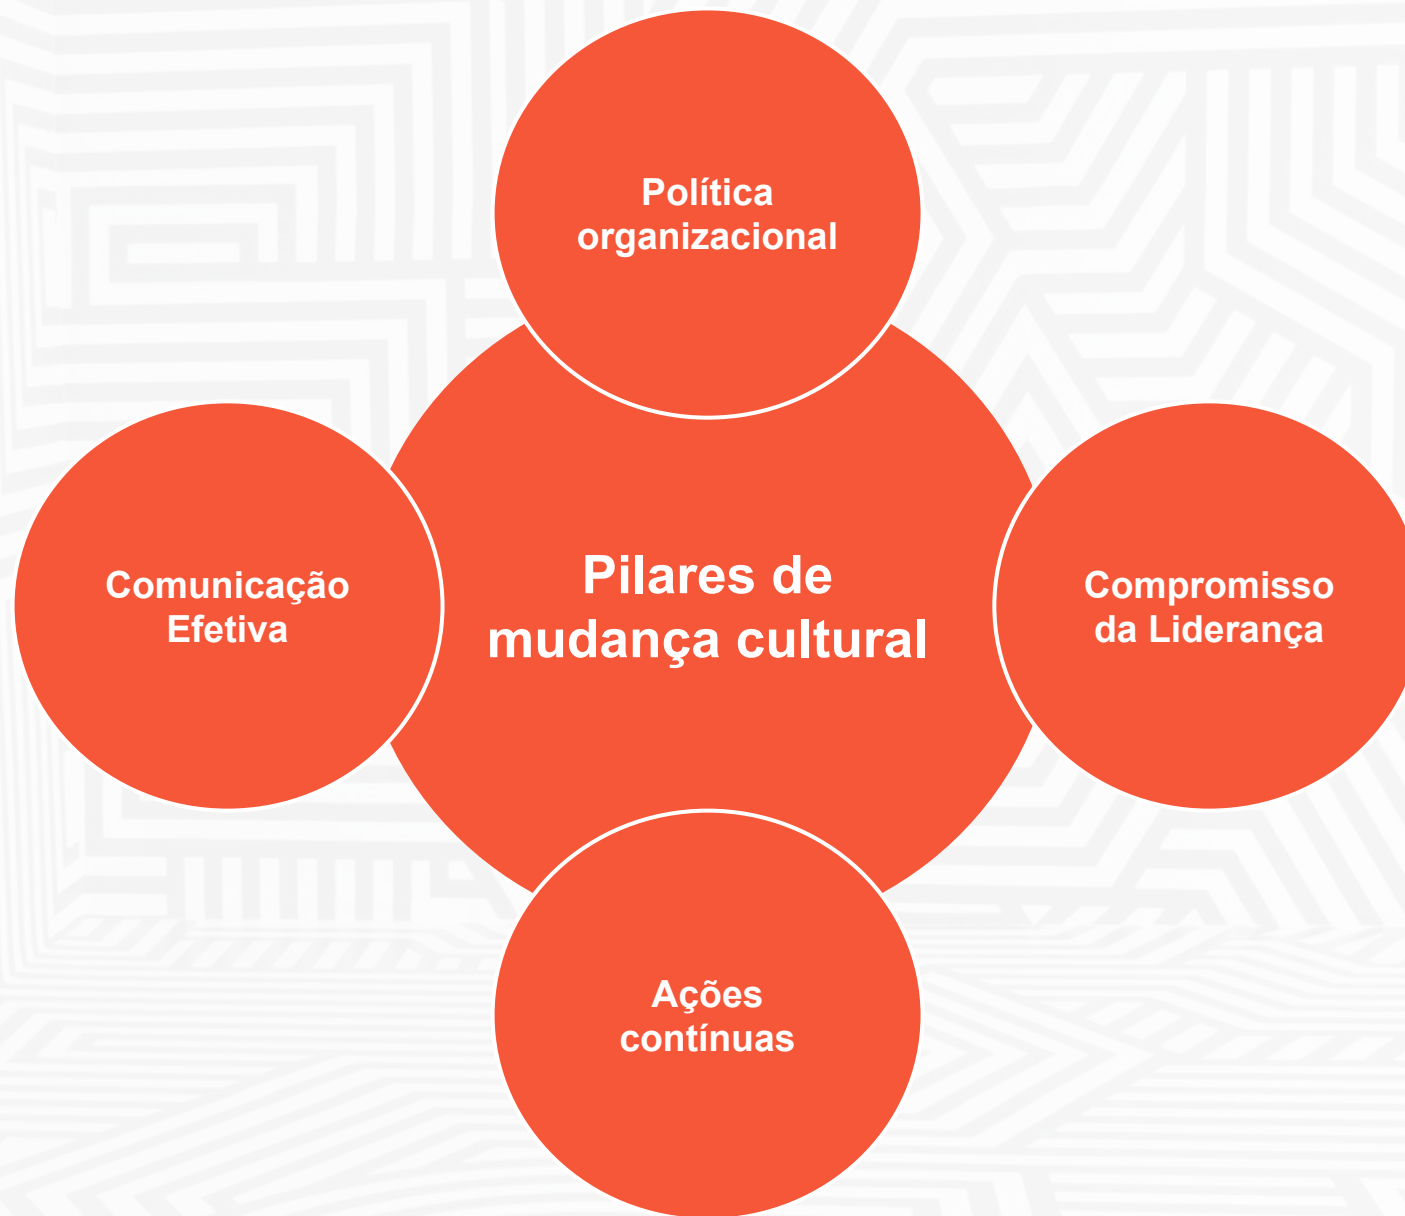 Política
organizacional
Comunicação
Efetiva
Pilares de
mudança cultural
Compromisso
da Liderança
Ações
contínuas